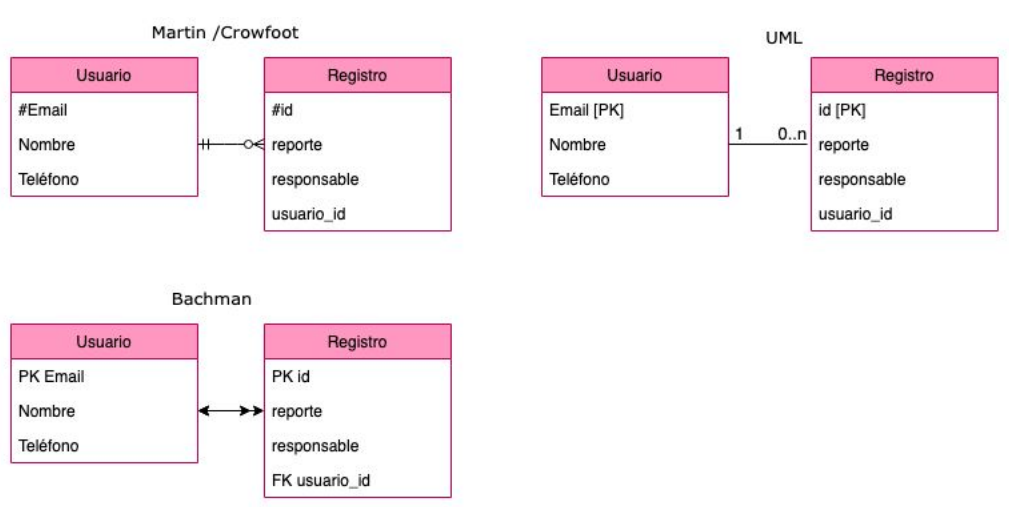 Martin /Crowfoot
Usuario
#Email
Nombre
Teléfono
Registro
#id
reporte
responsable
usuario_id
UML
Usuario
Email [PK]
Nombre
Teléfono
1
0..n
Registro
id [PK]
reporte
responsable
usuario_id
Bachman
Usuario
PK Email
Nombre
Teléfono
Registro
PK id
reporte
responsable
FK usuario_id